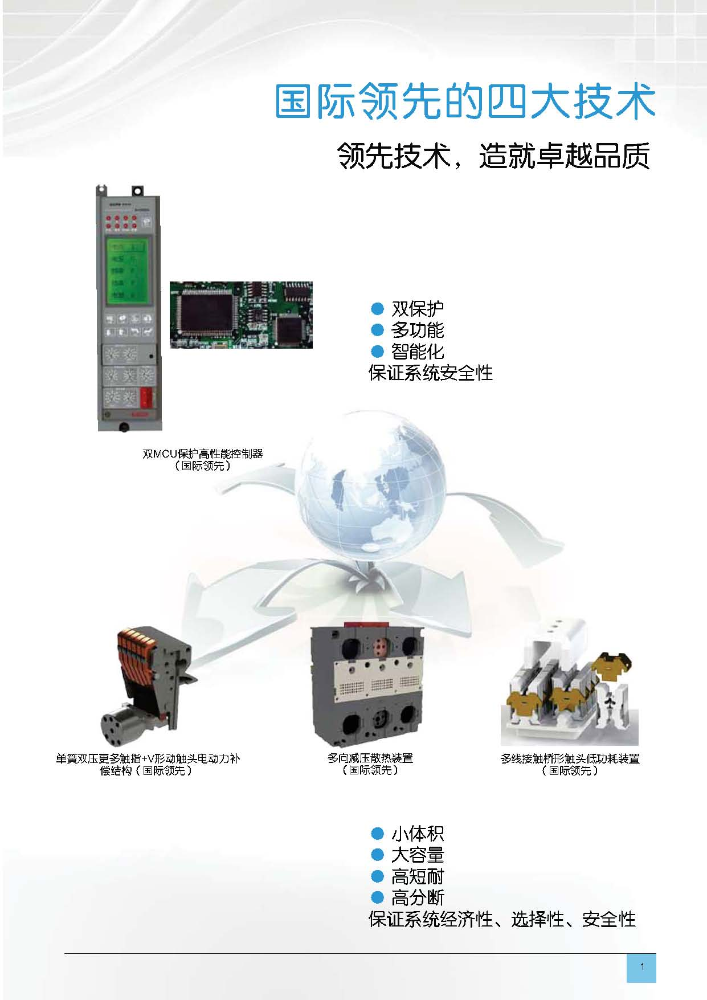 国际领先的四大技术
领先技术，造就卓越品质
● 双保护
● 多功能
● 智能化
保证系统安全性
双MCU保护高性能控制器
（国际领先）
单簧双压更多触指+V形动触头电动力补
偿结构（国际领先）
多向减压散热装置
（国际领先）
多线接触桥形触头低功耗装置
（国际领先）
● 小体积
● 大容量
● 高短耐
● 高分断
保证系统经济性、选择性、安全性
1